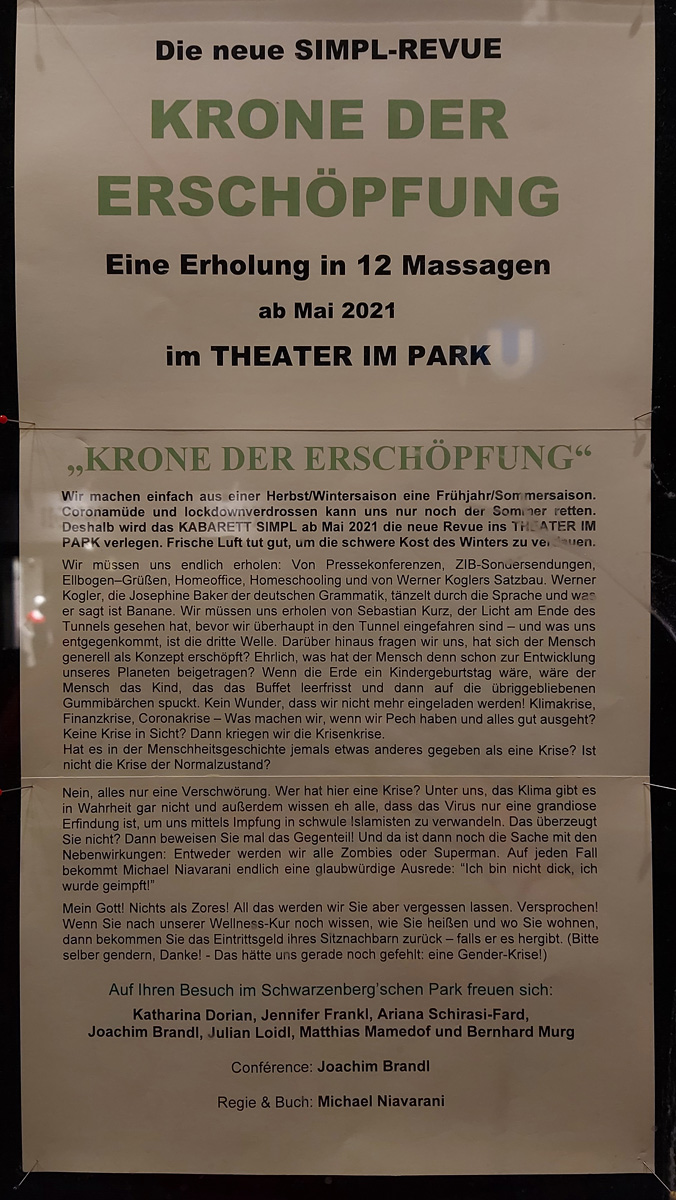 Die neue SIMPL-REVUE
KRONE DER
ERSCHÖPFUNG
Eine Erholung in 12 Massagen
ab Mai 2021
im THEATER IM PARK
U
„KRONE DER ERSCHÖPFUNG“
Wir machen einfach aus einer Herbst/Wintersaison eine Frühjahr/Sommersaison.
Coronamüde und lockdownverdrossen kann uns nur noch der Sommer retten.
Deshalb wird das KABARETT SIMPL ab Mai 2021 die neue Revue ins THEATER IM
PARK verlegen. Frische Luft tut gut, um die schwere Kost des Winters zu verdauen.
Wir müssen uns endlich erholen: Von Pressekonferenzen, ZIB-Sondersendungen,
Ellbogen–Grüßen, Homeoffice, Homeschooling und von Werner Koglers Satzbau. Werner
Kogler, die Josephine Baker der deutschen Grammatik, tänzelt durch die Sprache und was
er sagt ist Banane. Wir müssen uns erholen von Sebastian Kurz, der Licht am Ende des
Tunnels gesehen hat, bevor wir überhaupt in den Tunnel eingefahren sind – und was uns
entgegenkommt, ist die dritte Welle. Darüber hinaus fragen wir uns, hat sich der Mensch
generell als Konzept erschöpft? Ehrlich, was hat der Mensch denn schon zur Entwicklung
unseres Planeten beigetragen? Wenn die Erde ein Kindergeburtstag wäre, wäre der
Mensch das Kind, das das Buffet leerfrisst und dann auf die übriggebliebenen
Gummibärchen spuckt. Kein Wunder, dass wir nicht mehr eingeladen werden! Klimakrise,
Finanzkrise, Coronakrise – Was machen wir, wenn wir Pech haben und alles gut ausgeht?
Keine Krise in Sicht? Dann kriegen wir die Krisenkrise.
Hat es in der Menschheitsgeschichte jemals etwas anderes gegeben als eine Krise? Ist
nicht die Krise der Normalzustand?
Nein, alles nur eine Verschwörung. Wer hat hier eine Krise? Unter uns, das Klima gibt es
in Wahrheit gar nicht und außerdem wissen eh alle, dass das Virus nur eine grandiose
Erfindung ist, um uns mittels Impfung in schwule Islamisten zu verwandeln. Das überzeugt
Sie nicht? Dann beweisen Sie mal das Gegenteil! Und da ist dann noch die Sache mit den
Nebenwirkungen: Entweder werden wir alle Zombies oder Superman. Auf jeden Fall
bekommt Michael Niavarani endlich eine glaubwürdige Ausrede: "Ich bin nicht dick, ich
wurde geimpft!"
Mein Gott! Nichts als Zores! All das werden wir Sie aber vergessen lassen. Versprochen!
Wenn Sie nach unserer Wellness-Kur noch wissen, wie Sie heißen und wo Sie wohnen,
dann bekommen Sie das Eintrittsgeld ihres Sitznachbarn zurück – falls er es hergibt. (Bitte
selber gendern, Danke! - Das hätte uns gerade noch gefehlt: eine Gender-Krise!)
Auf Ihren Besuch im Schwarzenberg'schen Park freuen sich:
Katharina Dorian, Jennifer Frankl, Ariana Schirasi-Fard,
Joachim Brandl, Julian Loidl, Matthias Mamedof und Bernhard Murg
Conférence: Joachim Brandl
Regie & Buch: Michael Niavarani